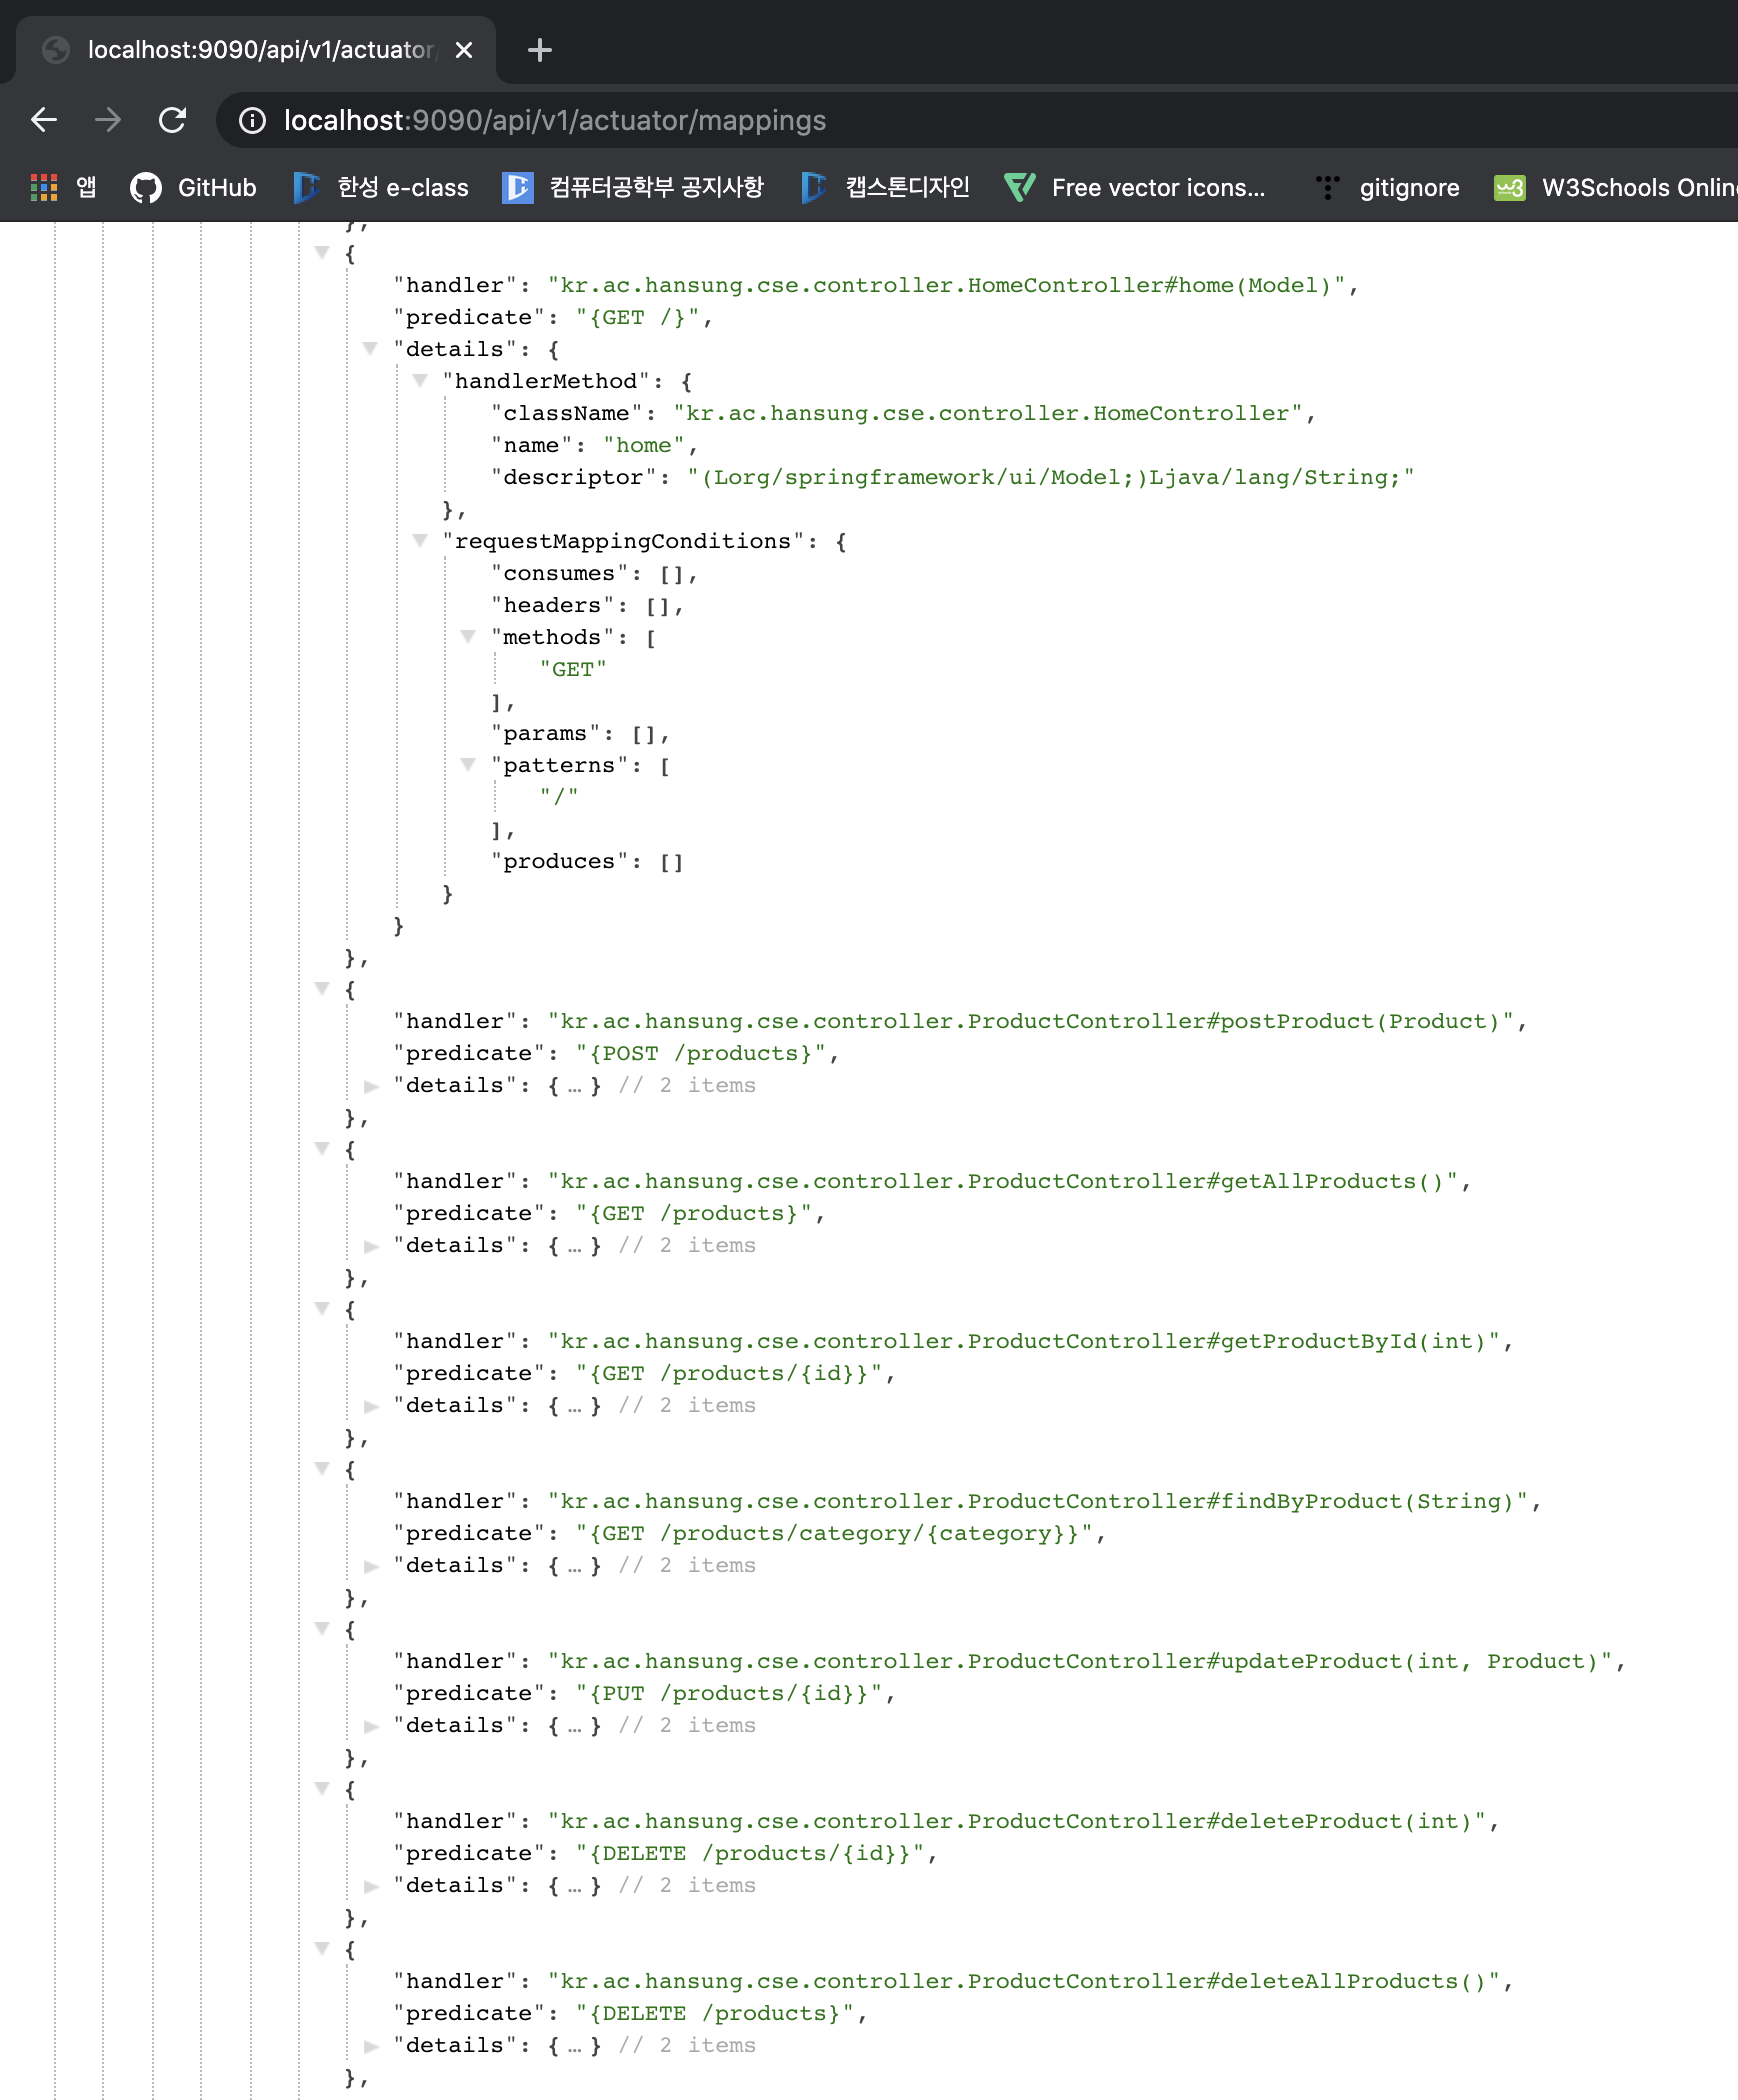 localhost:9090/api/v1/actuator/
localhost:9090/api/v1/actuator/mappings
앱 GitHub 한성 e-class 컴퓨터공학부 공지사항 캡스톤디자인 Free vector icons... gitignore W3Schools Onlin
},
{
"handler": "kr.ac.hansung.cse.controller.HomeController#home(Model)",
"predicate": "{GET /}",
"details": {
"handlerMethod": {
"className": "kr.ac.hansung.cse.controller.HomeController",
"name": "home",
"descriptor": "(Lorg/springframework/ui/Model;)Ljava/lang/String;"
},
"requestMappingConditions": {
"consumes": [],
"headers": [],
"methods": [
"GET"
],
"params": [],
"patterns": [
"/"
],
"produces": []
}
}
},
{
"handler": "kr.ac.hansung.cse.controller.ProductController#postProduct(Product)",
"predicate": "{POST /products}",
"details": { … } // 2 items
},
{
"handler": "kr.ac.hansung.cse.controller.ProductController#getAllProducts()",
"predicate": "{GET /products}",
"details": { … } // 2 items
},
{
"handler": "kr.ac.hansung.cse.controller.ProductController#getProductById(int)",
"predicate": "{GET /products/{id}}",
"details": { … } // 2 items
},
{
"handler": "kr.ac.hansung.cse.controller.ProductController#findByProduct(String)",
"predicate": "{GET /products/category/{category}}",
"details": { … } // 2 items
},
{
"handler": "kr.ac.hansung.cse.controller.ProductController#updateProduct(int, Product)",
"predicate": "{PUT /products/{id}}",
"details": { … } // 2 items
},
{
"handler": "kr.ac.hansung.cse.controller.ProductController#deleteProduct(int)",
"predicate": "{DELETE /products/{id}}",
"details": { … } // 2 items
},
{
"handler": "kr.ac.hansung.cse.controller.ProductController#deleteAllProducts()",
"predicate": "{DELETE /products}",
"details": { … } // 2 items
},